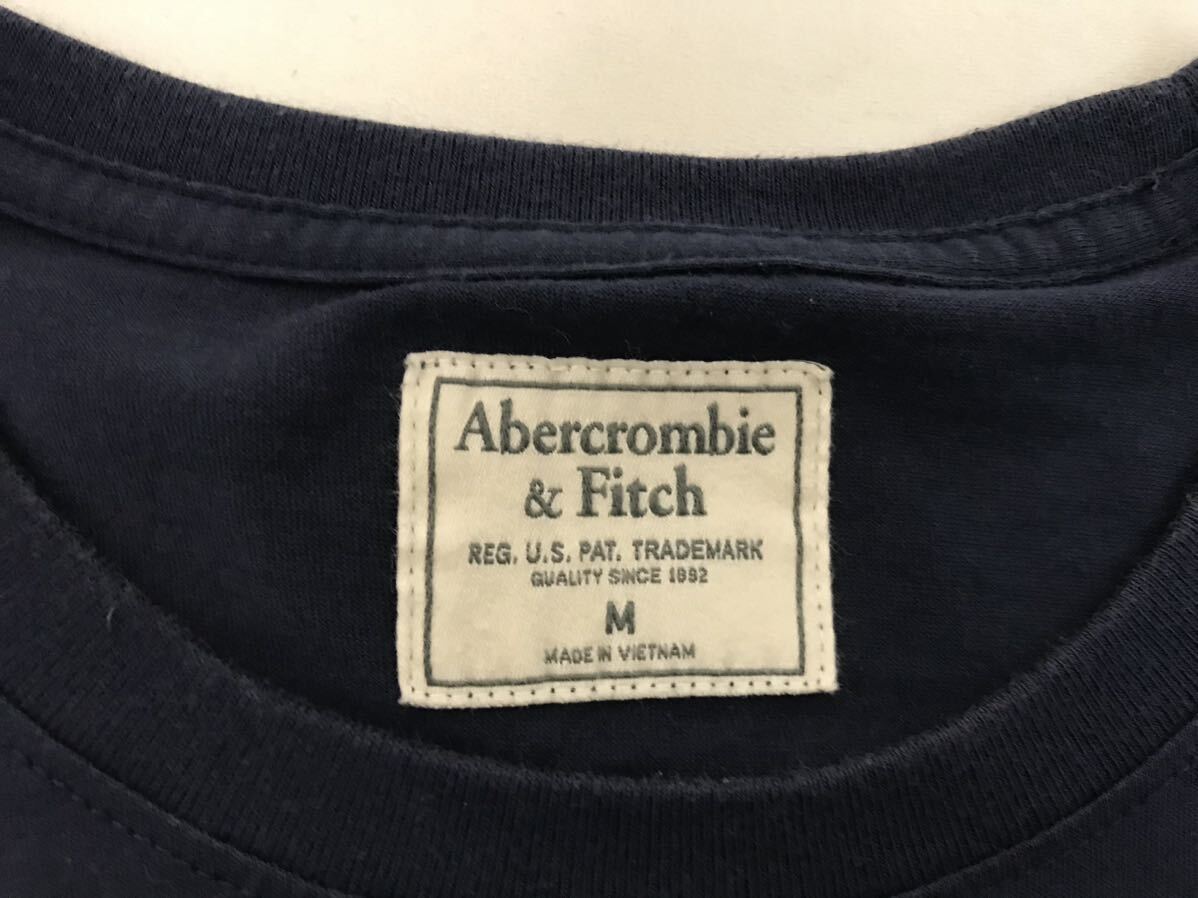 Abercrombie
& Fitch
REG. U.S. PAT. TRADEMARK
QUALITY SINCE 1892
M
MADE IN VIETNAM